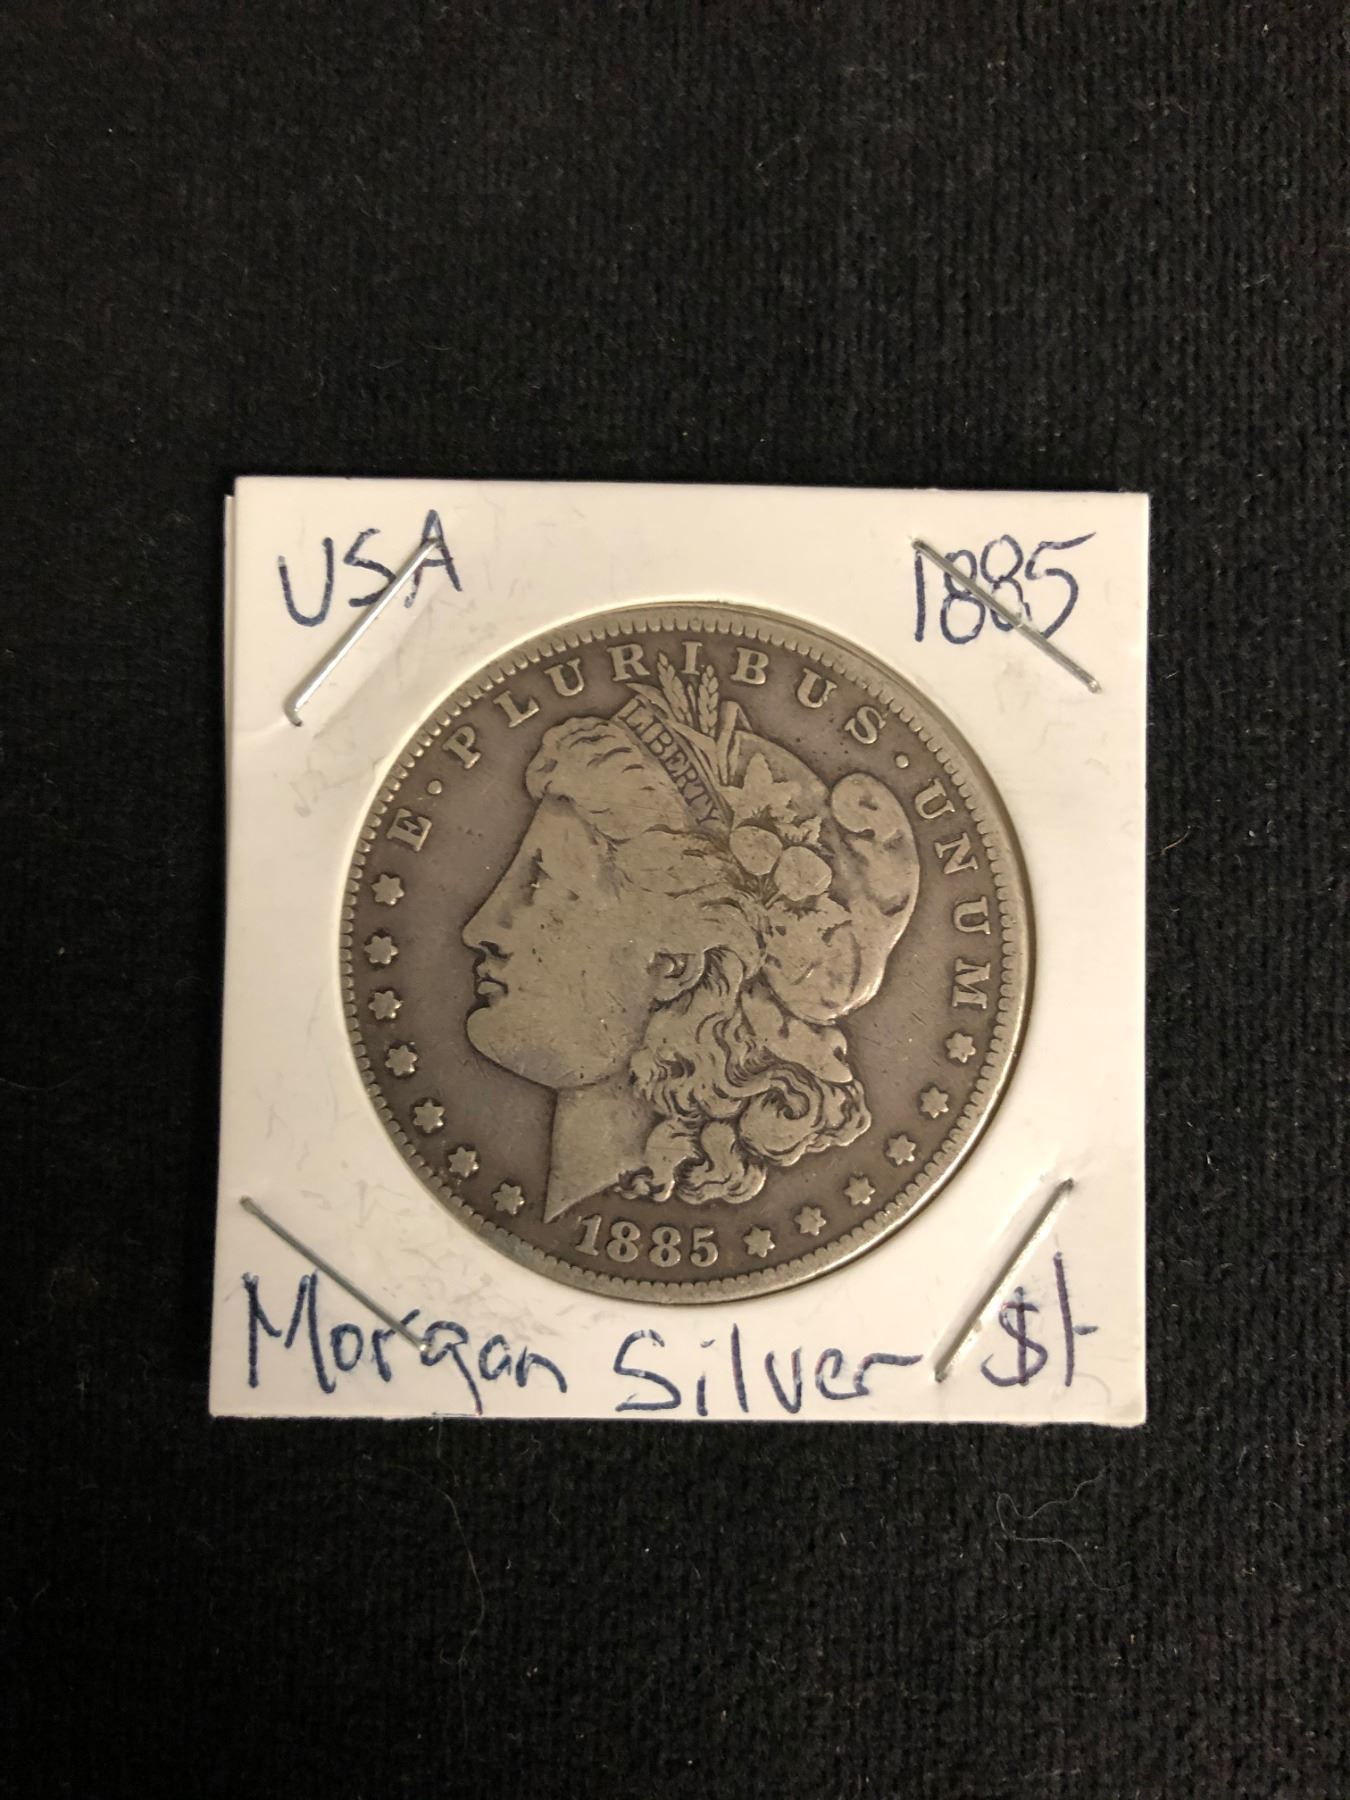 USA 1885
E · PLURIBUS · UNUM
LIBERTY
1885
Morgan Silver $1